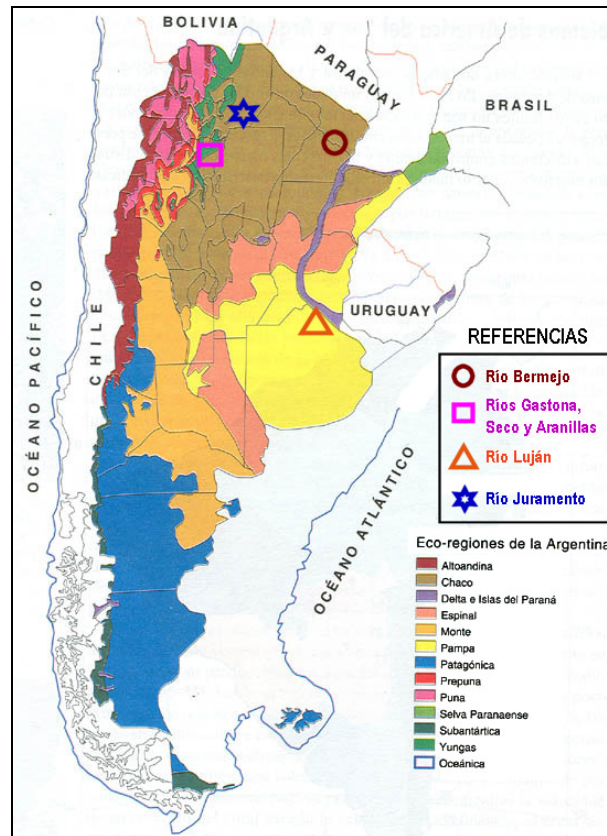 BOLIVIA
PARAGUAY
BRASIL
OCÉANO PACÍFICO
CHILE
URUGUAY
OCÉANO ATLÁNTICO
REFERENCIAS
Río Bermejo
Ríos Gastona,
Seco y Aranillas
Río Luján
Río Juramento
Eco-regiones de la Argentina
Altoandina
Chaco
Delta e Islas del Paraná
Espinal
Monte
Pampa
Patagónica
Prepuna
Puna
Selva Paranaense
Subantártica
Yungas
Oceánica